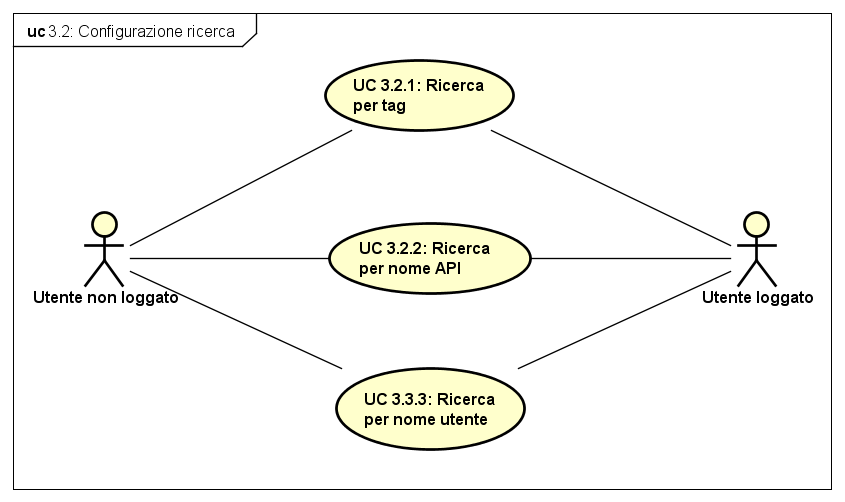 uc 3.2: Configurazione ricerca
UC 3.2.1: Ricerca
per tag
UC 3.2.2: Ricerca
per nome API
Utente non loggato
Utente loggato
UC 3.3.3: Ricerca
per nome utente